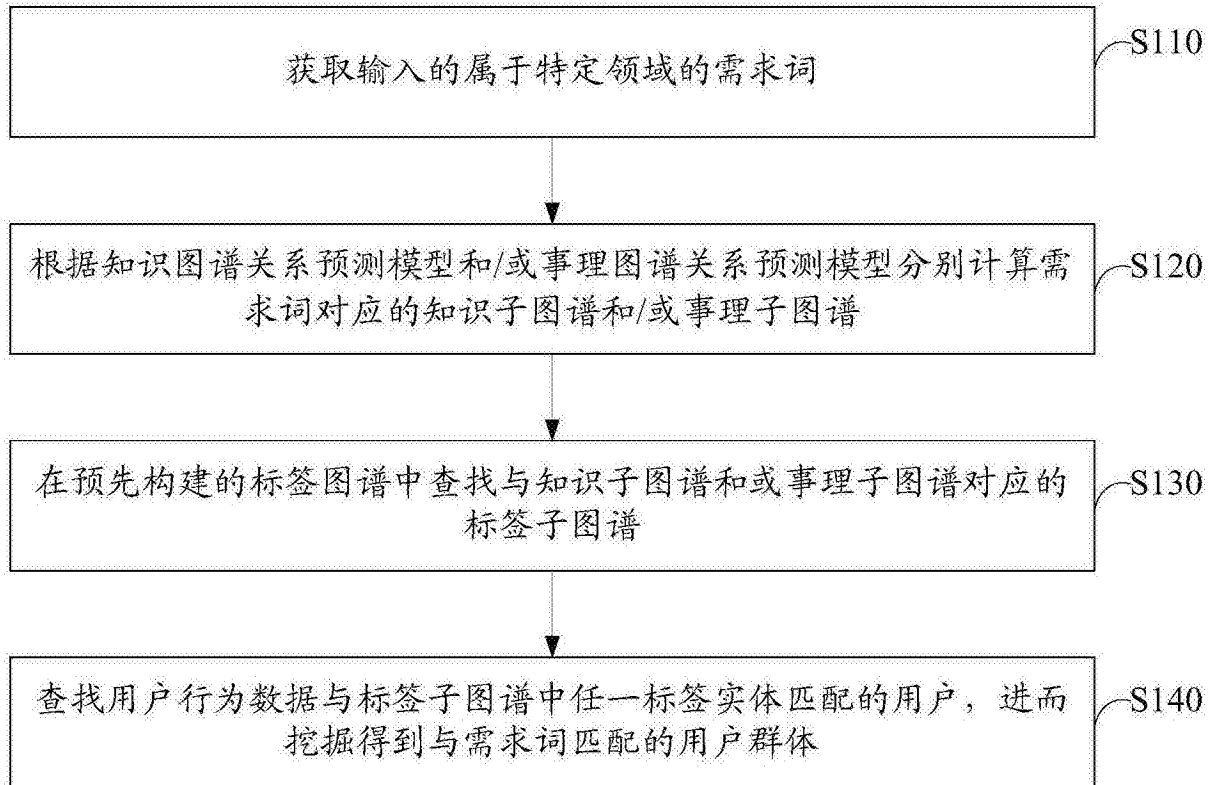 获取输入的属于特定领域的需求词
S110
根据知识图谱关系预测模型和/或事理图谱关系预测模型分别计算需
求词对应的知识子图谱和/或事理子图谱
S120
在预先构建的标签图谱中查找与知识子图谱和或事理子图谱对应的
标签子图谱
S130
查找用户行为数据与标签子图谱中任一标签实体匹配的用户，进而
挖掘得到与需求词匹配的用户群体
S140